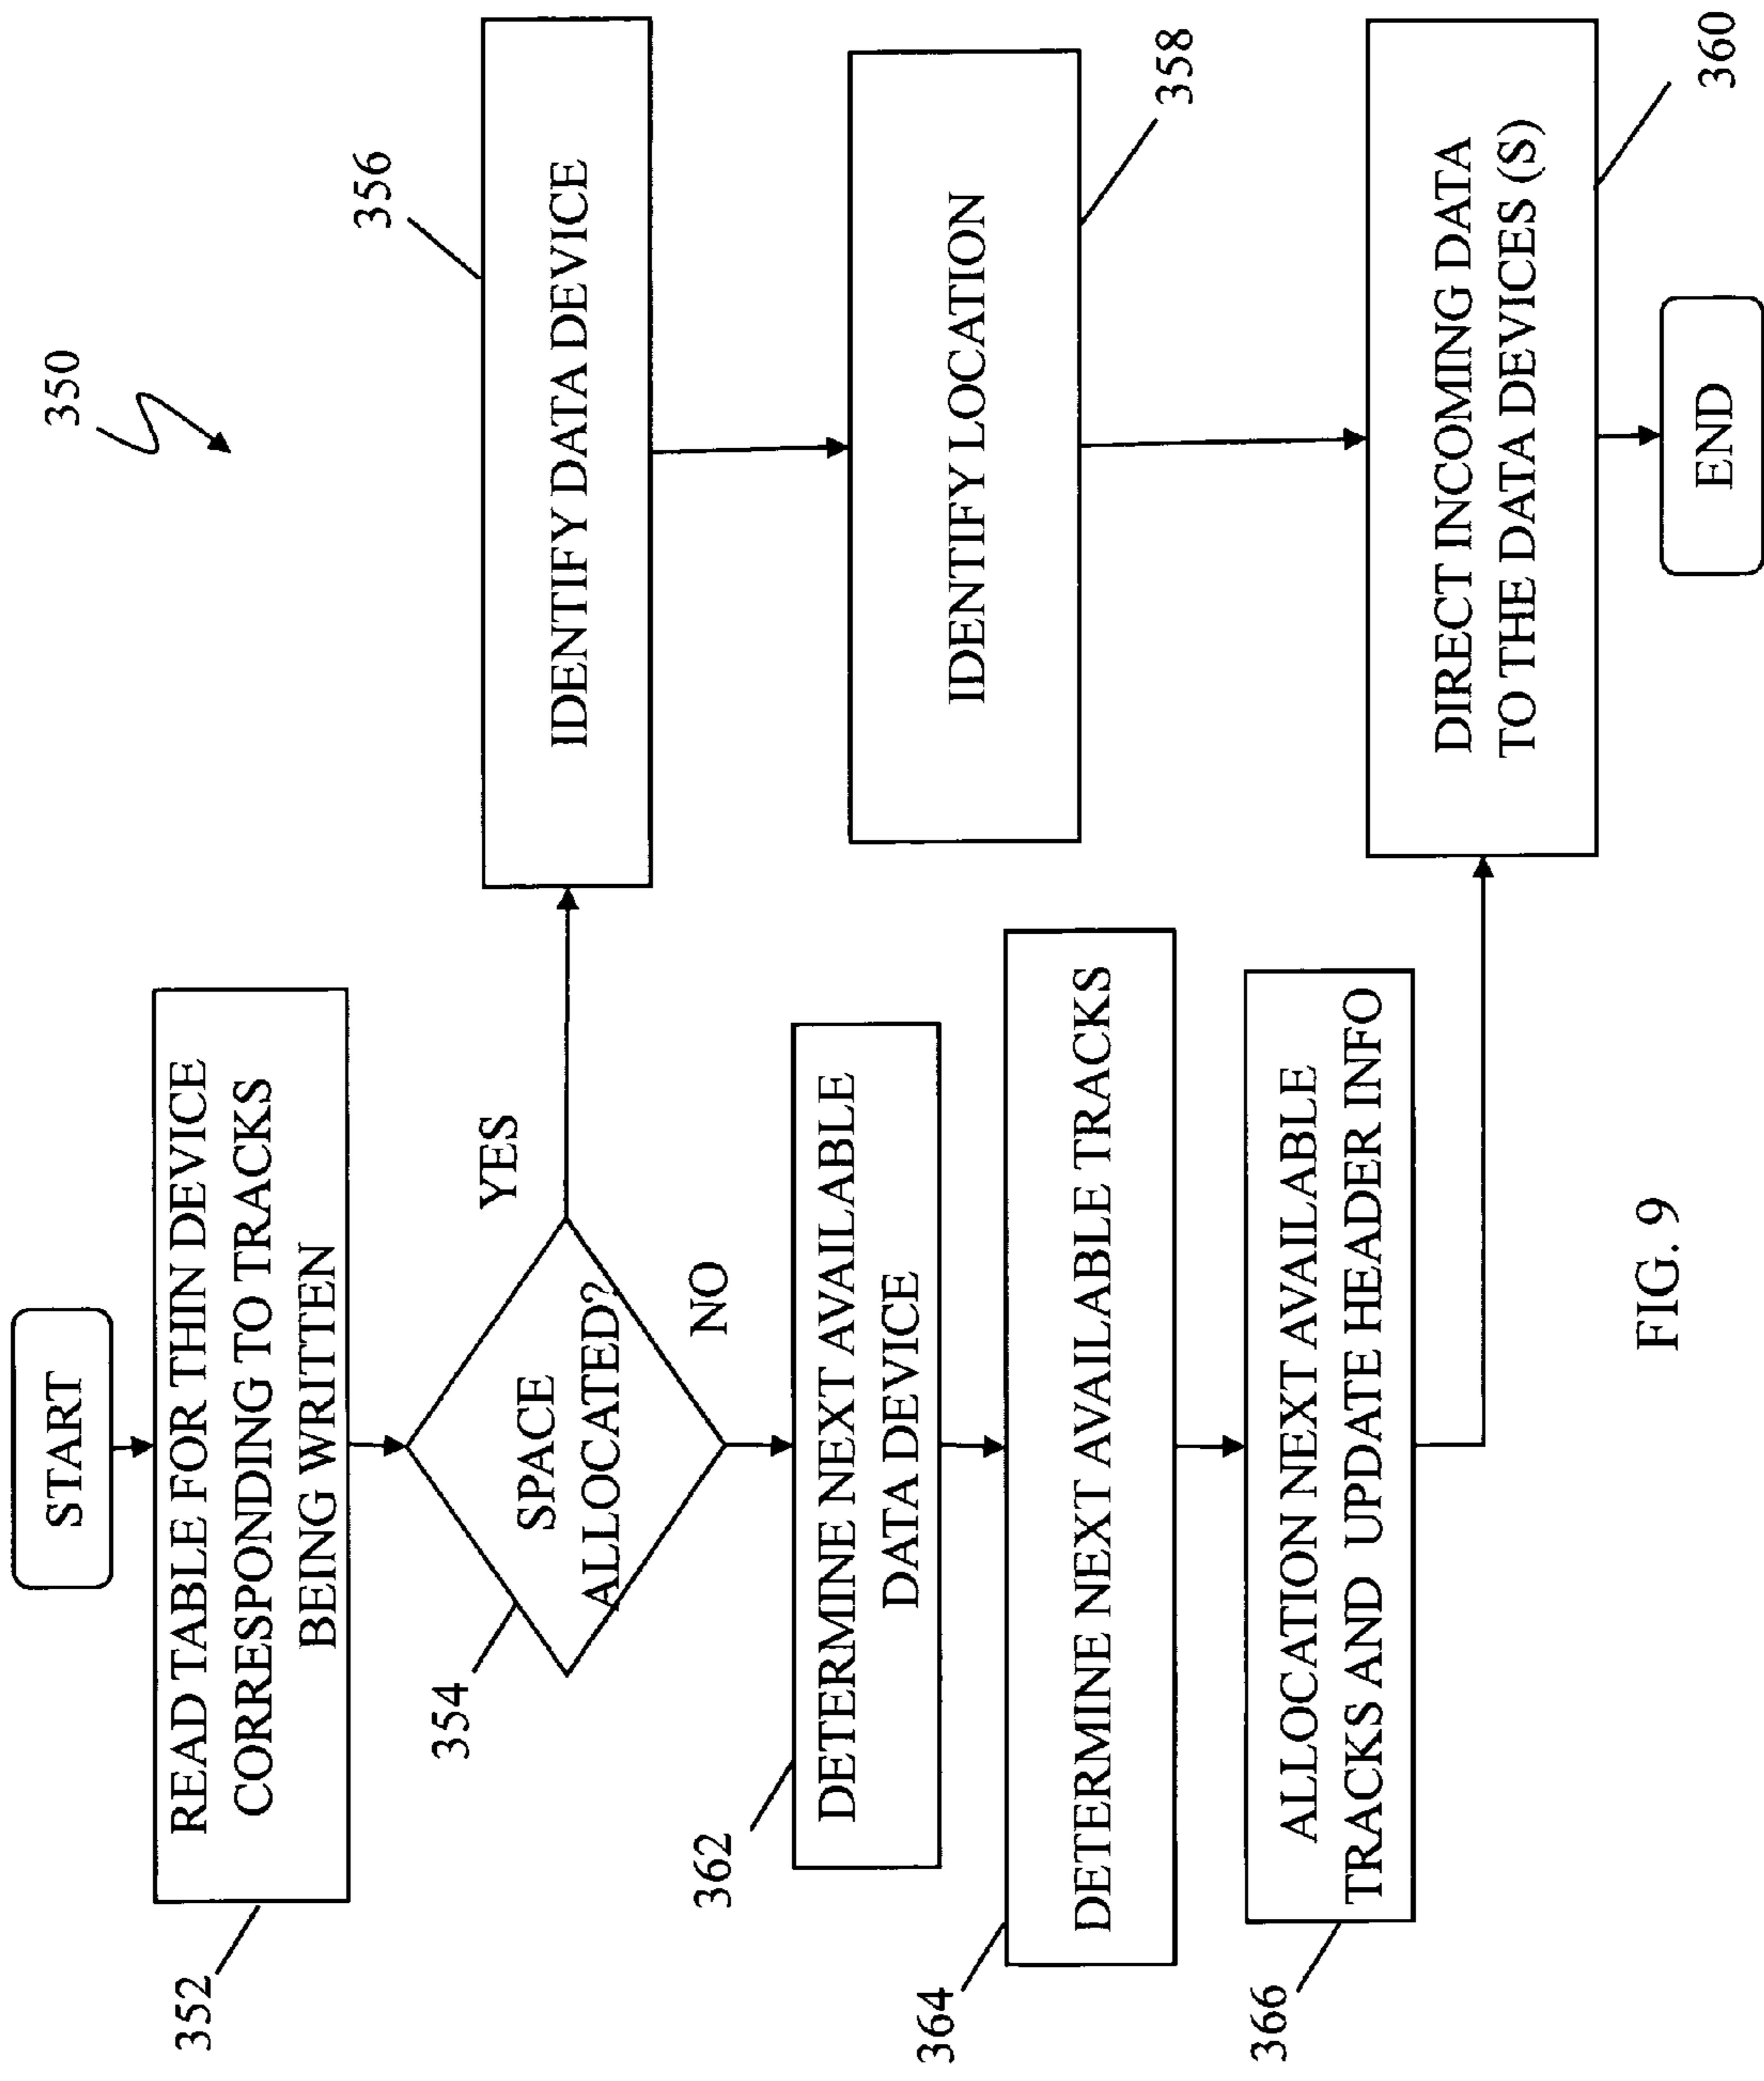 350
START
READ TABLE FOR THIN DEVICE
CORRESPONDING TO TRACKS
BEING WRITTEN
352
SPACE
ALLOCATED?
354
YES
NO
IDENTIFY DATA DEVICE
356
IDENTIFY LOCATION
358
DETERMINE NEXT AVAILABLE
DATA DEVICE
362
DETERMINE NEXT AVAILABLE TRACKS
364
ALLOCATION NEXT AVAILABLE
TRACKS AND UPDATE HEADER INFO
366
DIRECT INCOMING DATA
TO THE DATA DEVICES (S)
360
END
FIG. 9